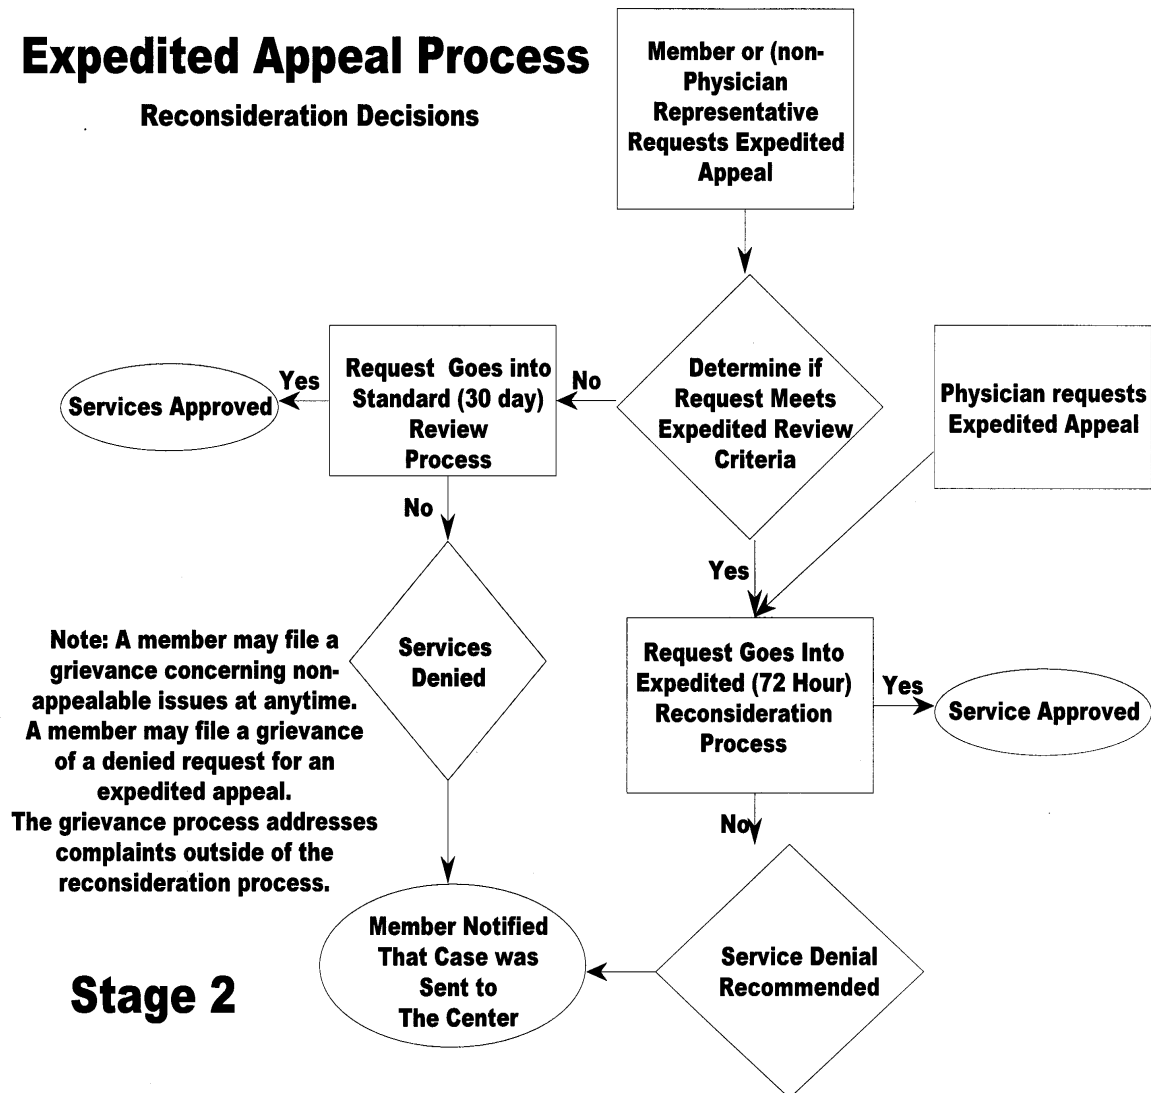 Expedited Appeal Process
Reconsideration Decisions
Member or (non-
Physician
Representative
Requests Expedited
Appeal
Determine if
Request Meets
Expedited Review
Criteria
Physician requests
Expedited Appeal
No
Request Goes into
Standard (30 day)
Review
Process
Yes
Services Approved
No
Services
Denied
Yes
Request Goes Into
Expedited (72 Hour)
Reconsideration
Process
Yes
Service Approved
No
Service Denial
Recommended
Member Notified
That Case was
Sent to
The Center
Note: A member may file a
grievance concerning non-
appealable issues at anytime.
A member may file a grievance
of a denied request for an
expedited appeal.
The grievance process addresses
complaints outside of the
reconsideration process.
Stage 2